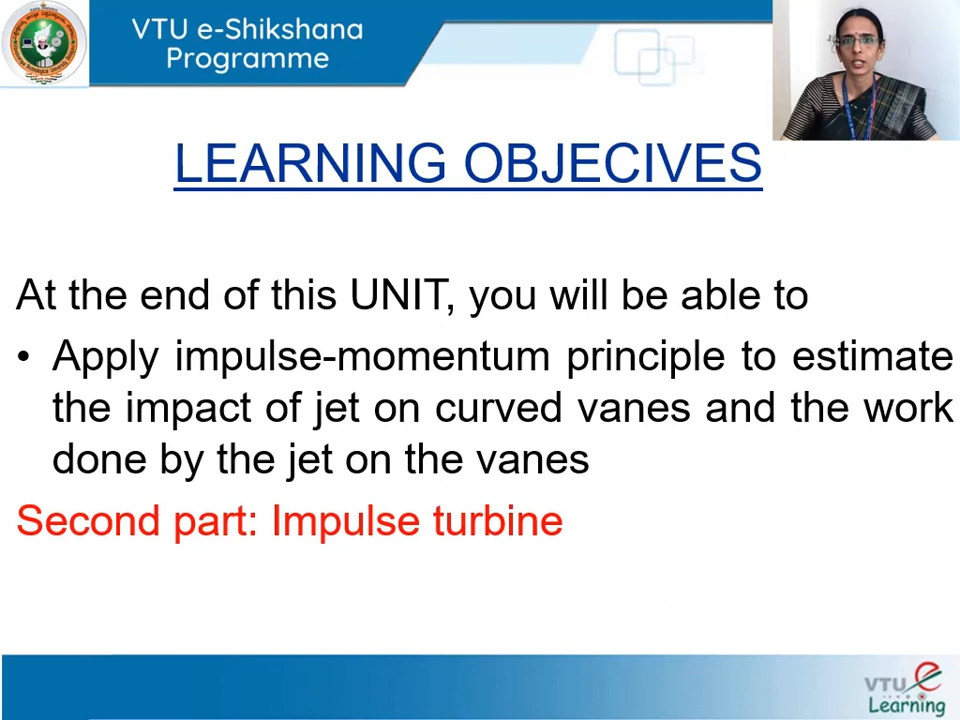 VTU e-Shikshana
Programme
LEARNING OBJECIVES
At the end of this UNIT, you will be able to
• Apply impulse-momentum principle to estimate
the impact of jet on curved vanes and the work
done by the jet on the vanes
Second part: Impulse turbine
VTU e
Learning